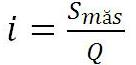 i = S_măs / Q